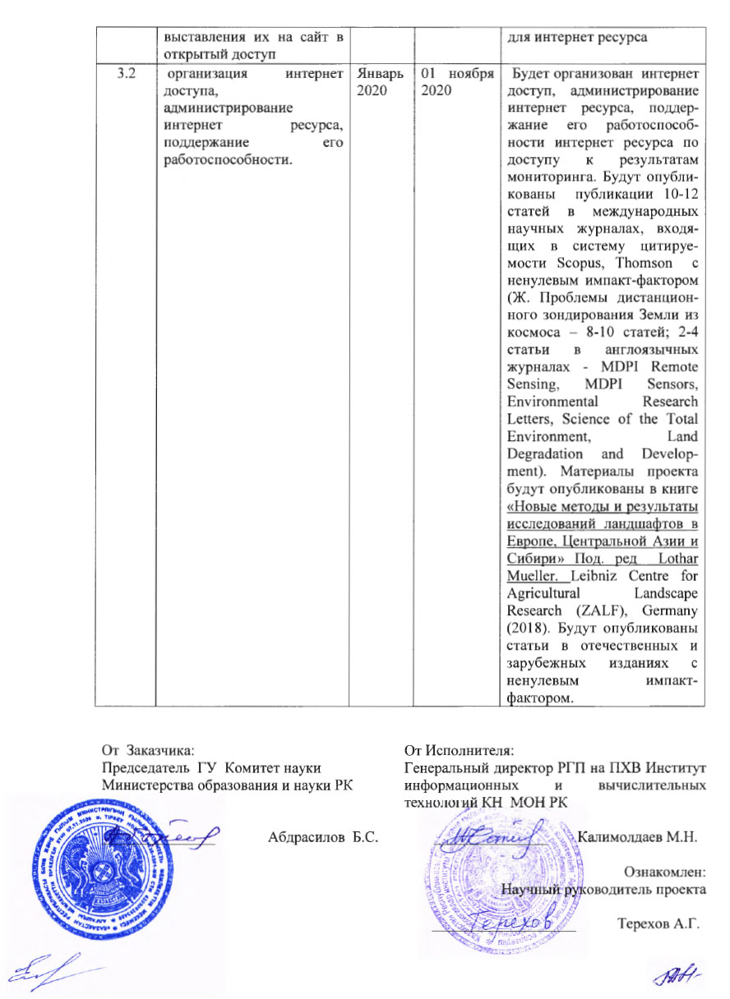 выставления их на сайт в
открытый доступ
для интернет ресурса
3.2
организация интернет
доступа,
администрирование
интернет ресурса,
поддержание его
работоспособности.
Январь
2020
01 ноября
2020
Будет организован интернет
доступ, администрирование
интернет ресурса, поддер-
жание его работоспособ-
ности интернет ресурса по
доступу к результатам
мониторинга. Будут опубли-
кованы публикации 10-12
статей в международных
научных журналах, входя-
щих в систему цитируе-
мости Scopus, Thomson с
ненулевым импакт-фактором
(Ж. Проблемы дистанцион-
ного зондирования Земли из
космоса – 8-10 статей; 2-4
статьи в англоязычных
журналах - MDPI Remote
Sensing, MDPI Sensors,
Environmental Research
Letters, Science of the Total
Environment, Land
Degradation and Develop-
ment). Материалы проекта
будут опубликованы в книге
«Новые методы и результаты
исследований ландшафтов в
Европе, Центральной Азии и
Сибири» Под. ред Lothar
Mueller. Leibniz Centre for
Agricultural Landscape
Research (ZALF), Germany
(2018). Будут опубликованы
статьи в отечественных и
зарубежных изданиях с
ненулевым импакт-
фактором.
От Заказчика:
Председатель ГУ Комитет науки
Министерства образования и науки РК
Абдрасилов Б.С.
От Исполнителя:
Генеральный директор РГП на ПХВ Институт
информационных и вычислительных
технологий КН МОН РК
Калимолдаев М.Н.
Ознакомлен:
Научный руководитель проекта
Терехов
Терехов А.Г.